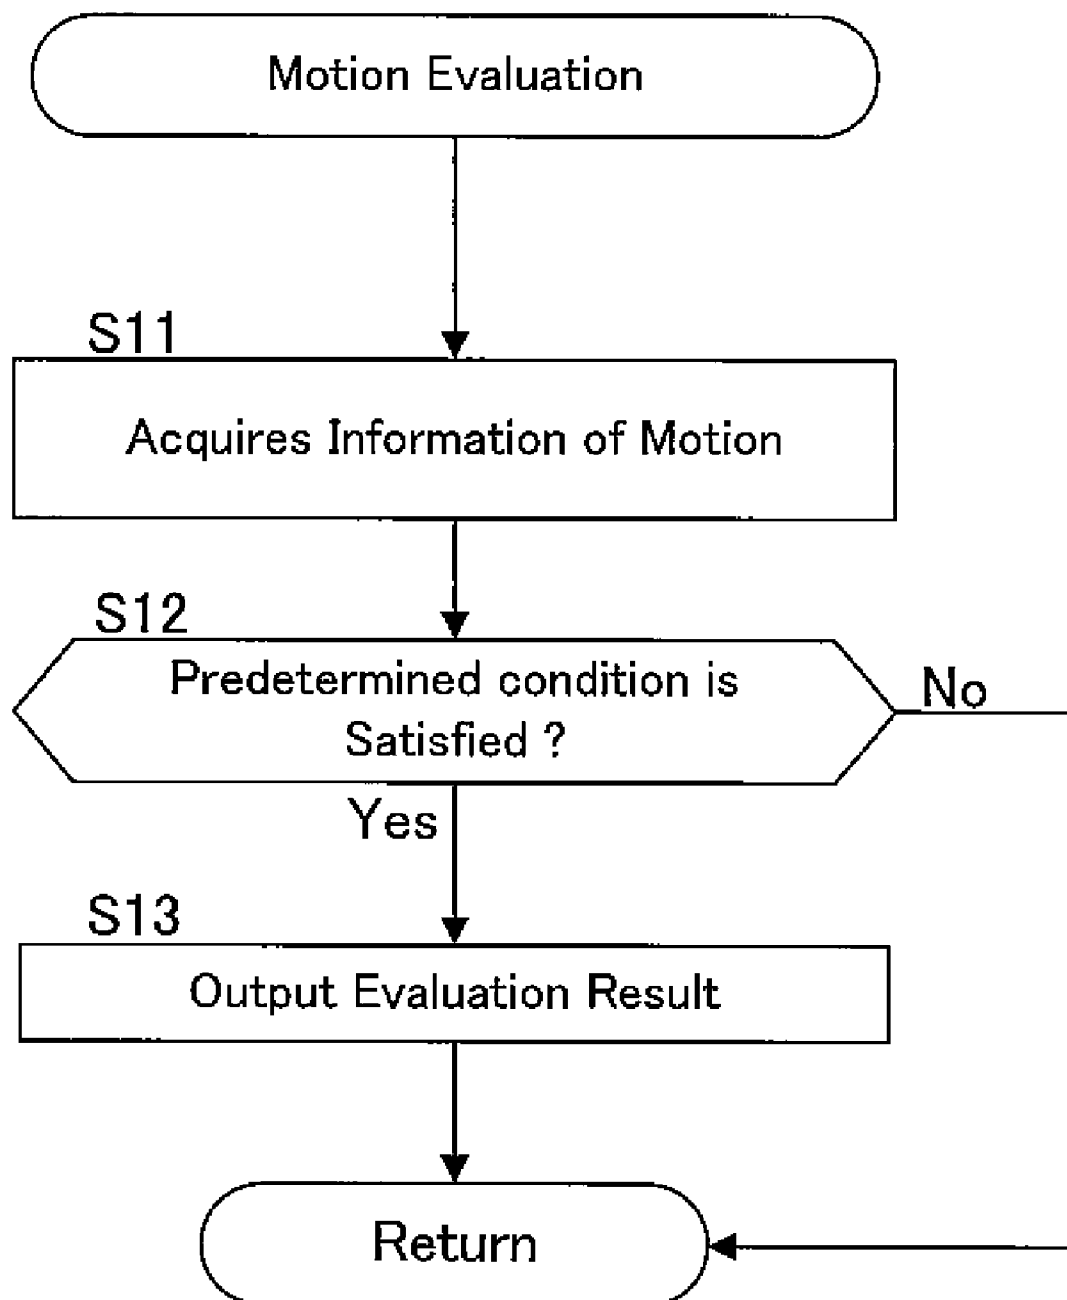 Motion Evaluation
S11
Acquires Information of Motion
S12
Predetermined condition is
Satisfied ?
No
Yes
S13
Output Evaluation Result
Return